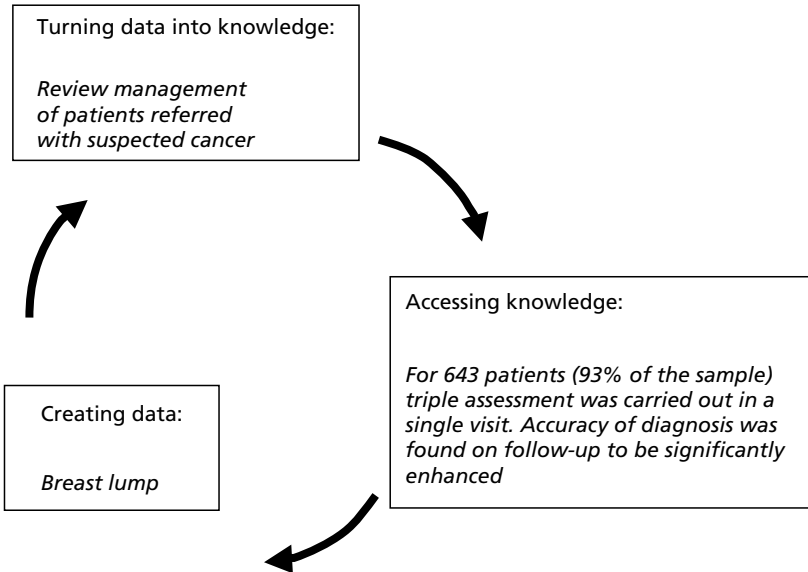 Turning data into knowledge:
Review management
of patients referred
with suspected cancer
Accessing knowledge:
For 643 patients (93% of the sample)
triple assessment was carried out in a
single visit. Accuracy of diagnosis was
found on follow-up to be significantly
enhanced
Creating data:
Breast lump